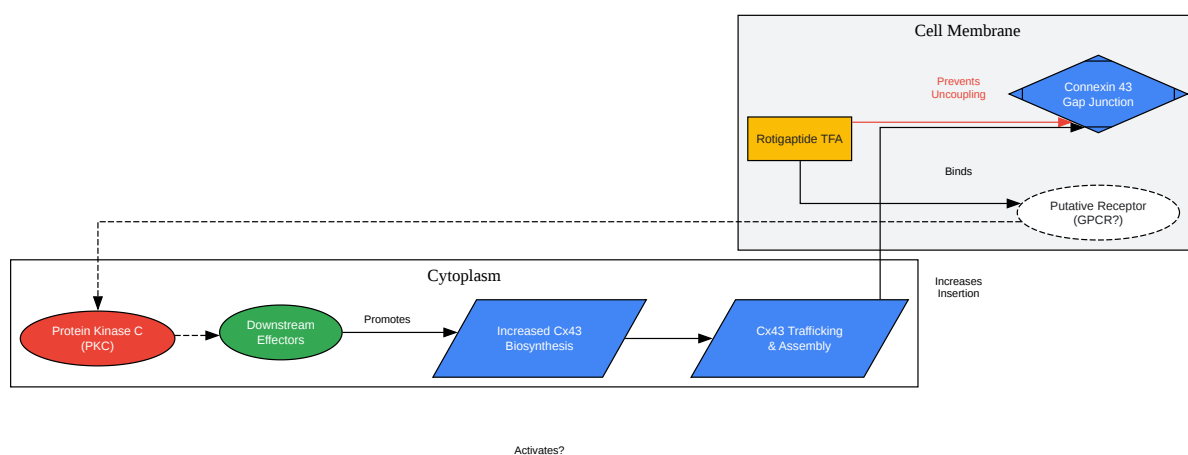 Cell Membrane
Prevents
Uncoupling
Connexin 43
Gap Junction
Rotigaptide TFA
Binds
Putative Receptor
(GPCR?)
Cytoplasm
Increases
Insertion
Protein Kinase C
(PKC)
Downstream
Effectors
Promotes
Increased Cx43
Biosynthesis
Cx43 Trafficking
& Assembly
Activates?